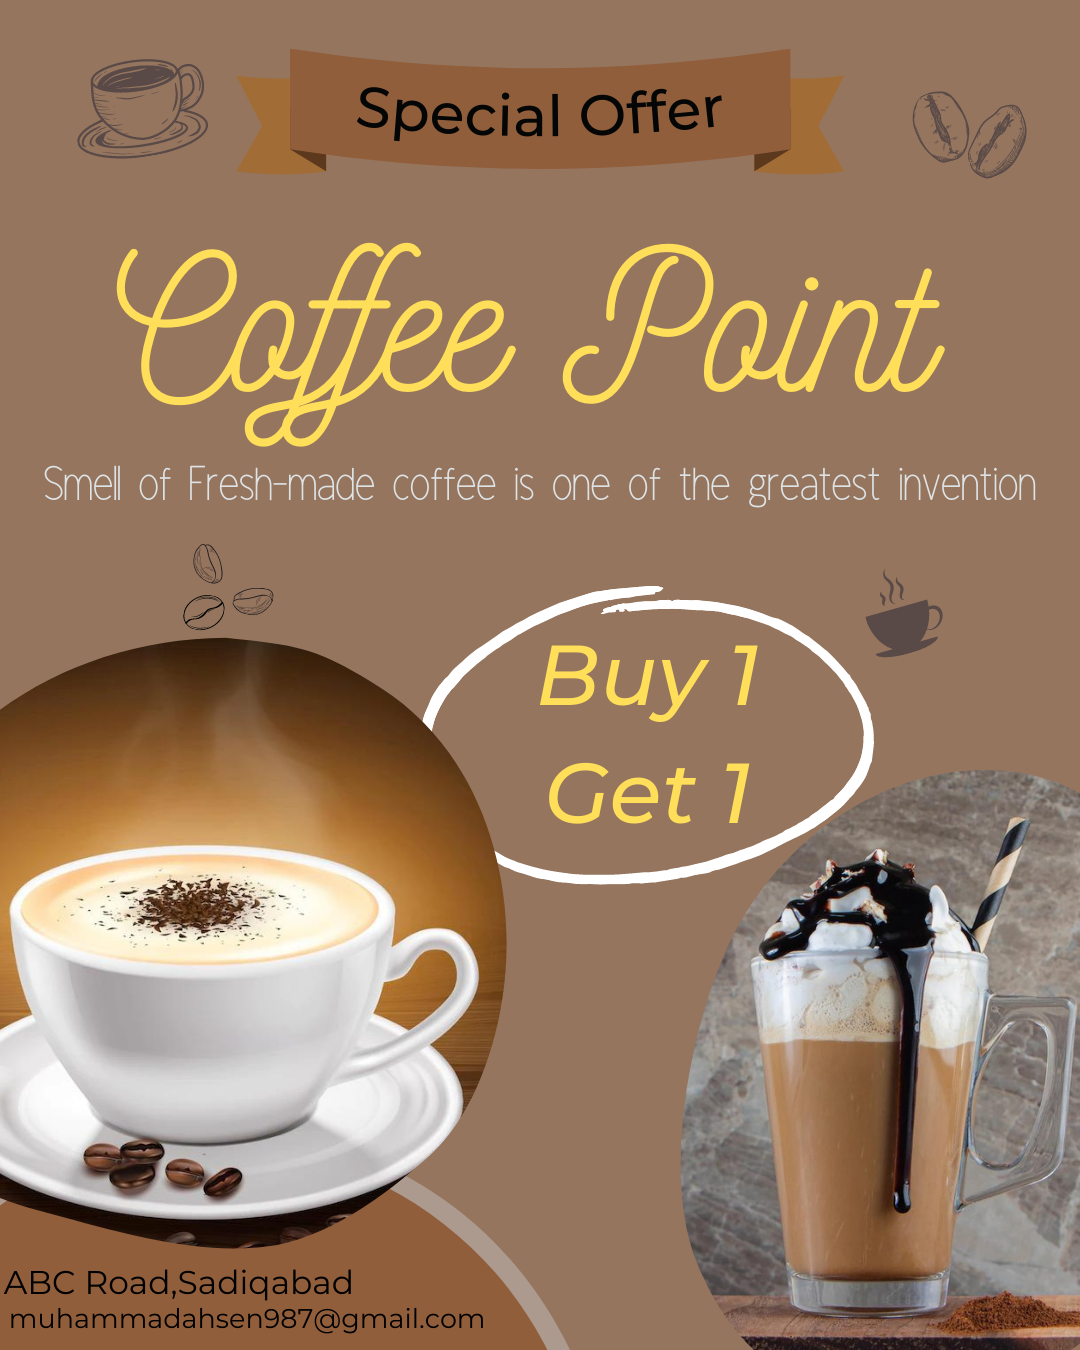 Special Offer
Coffee Point
Smell of Fresh-made coffee is one of the greatest invention
Buy 1
Get 1
ABC Road,Sadiqabad
muhammadahsen987@gmail.com